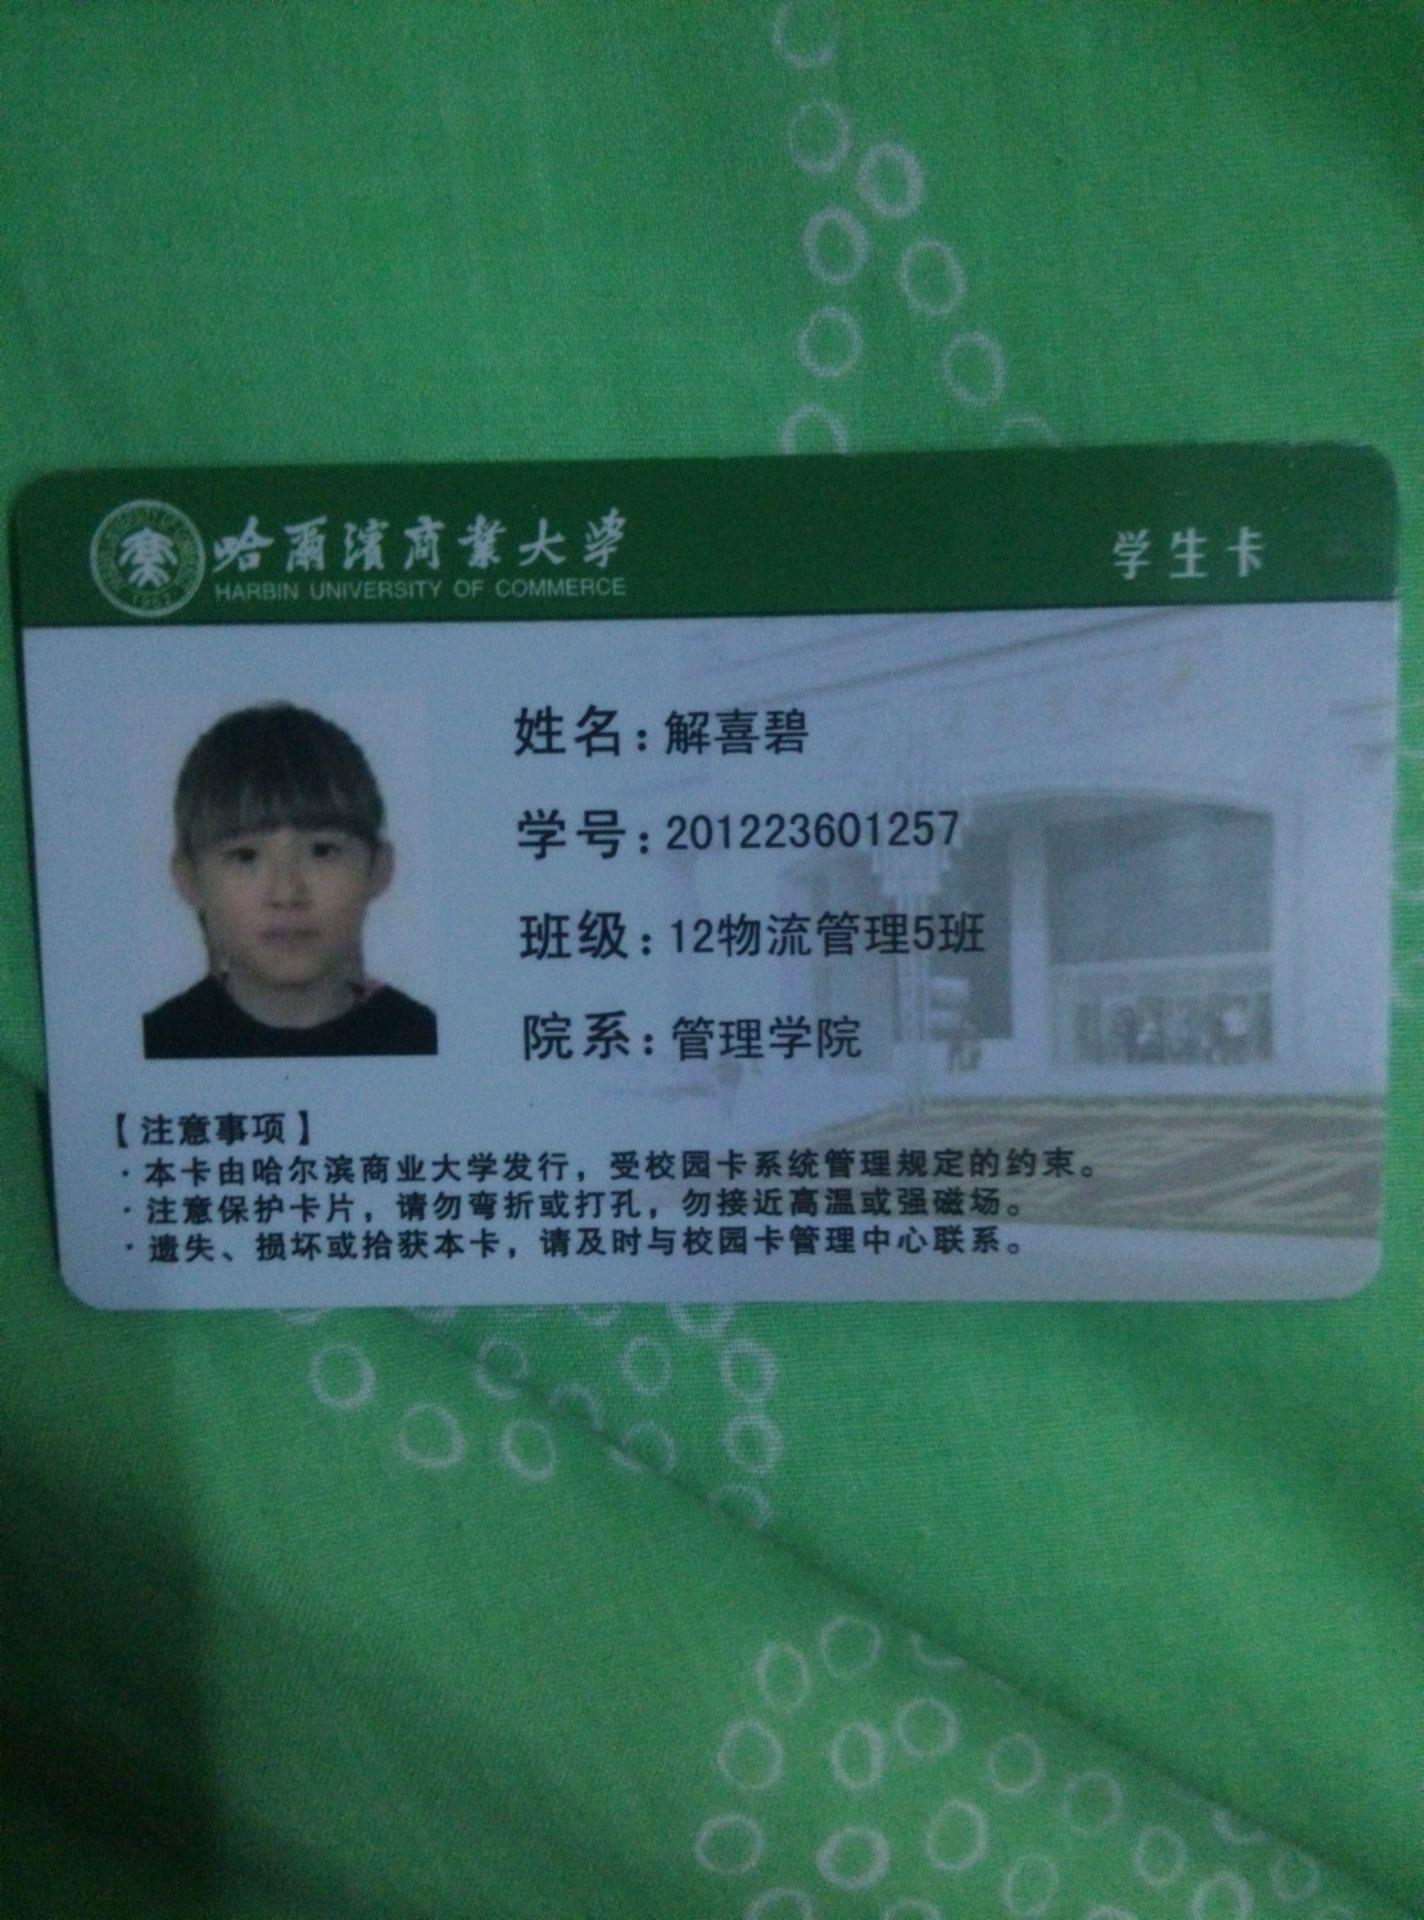 哈爾濱商業大学
HARBIN UNIVERSITY OF COMMERCE
学生卡
姓名：解喜碧
学号：201223601257
班级：12物流管理5班
院系：管理学院
【注意事项】
·本卡由哈尔滨商业大学发行，受校园卡系统管理规定的约束。
·注意保护卡片，请勿弯折或打孔，勿接近高温或强磁场。
·遗失、损坏或拾获本卡，请及时与校园卡管理中心联系。